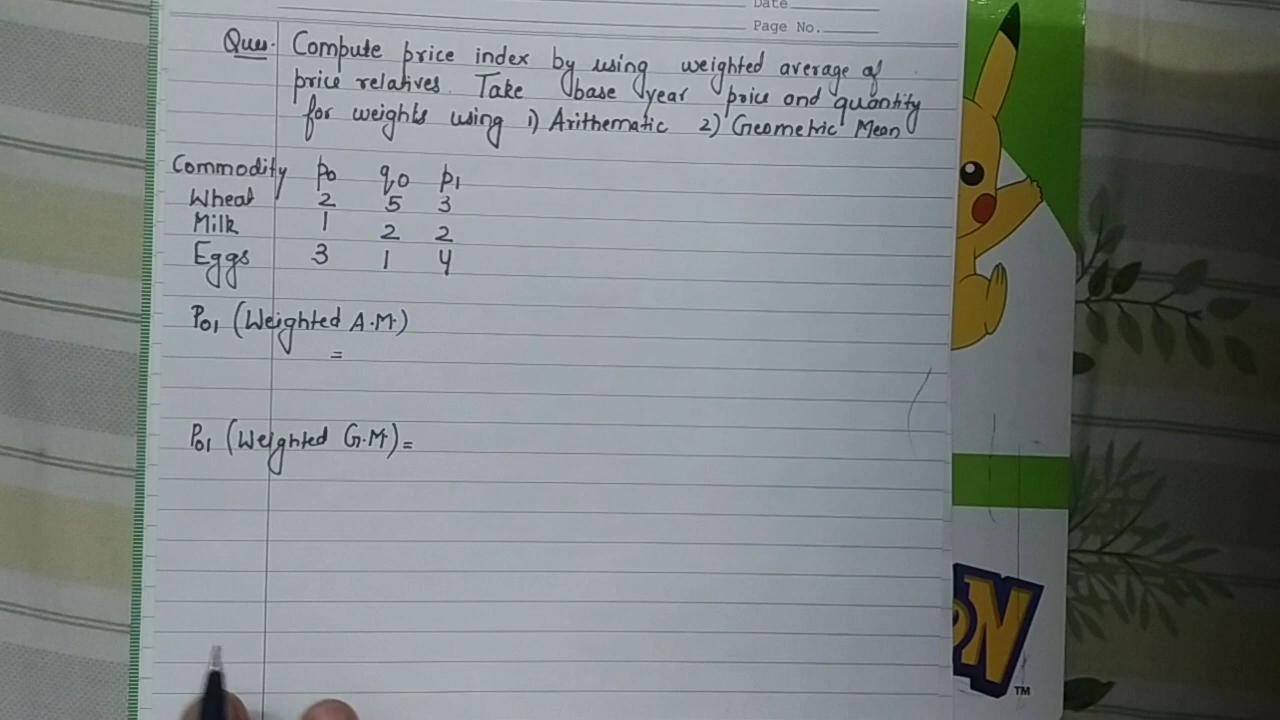 Date
Page No.
Ques. Compute price index by using weighted average of
price relatives. Take base year price and quantity
for weights using 1) Arithematic 2) Geometric Mean
Commodity p0 q0 p1
Wheat 2 5 3
Milk 1 2 2
Eggs 3 1 4
P01 (Weighted A.M.)
=
P01 (Weighted G.M.) =
N
TM